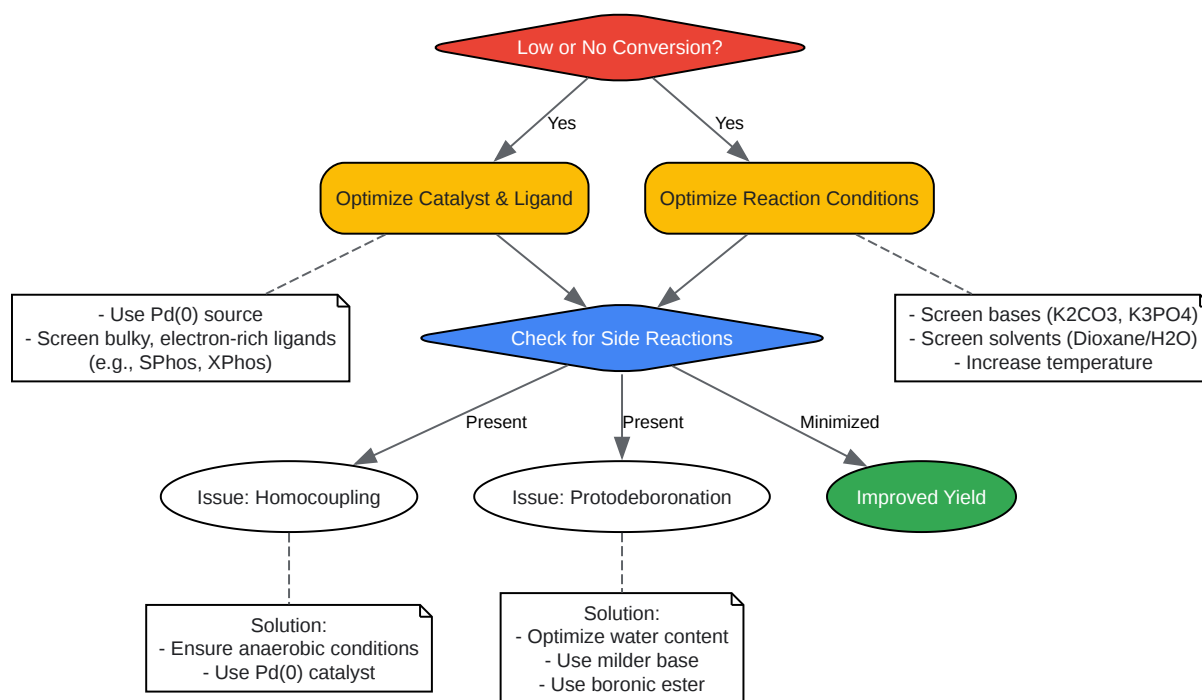 Low or No Conversion?
Yes
Yes
Optimize Catalyst & Ligand
Optimize Reaction Conditions
- Use Pd(0) source
- Screen bulky, electron-rich ligands
(e.g., SPhos, XPhos)
Check for Side Reactions
- Screen bases (K2CO3, K3PO4)
- Screen solvents (Dioxane/H2O)
- Increase temperature
Present
Present
Minimized
Issue: Homocoupling
Issue: Protodeboronation
Improved Yield
Solution:
- Ensure anaerobic conditions
- Use Pd(0) catalyst
Solution:
- Optimize water content
- Use milder base
- Use boronic ester